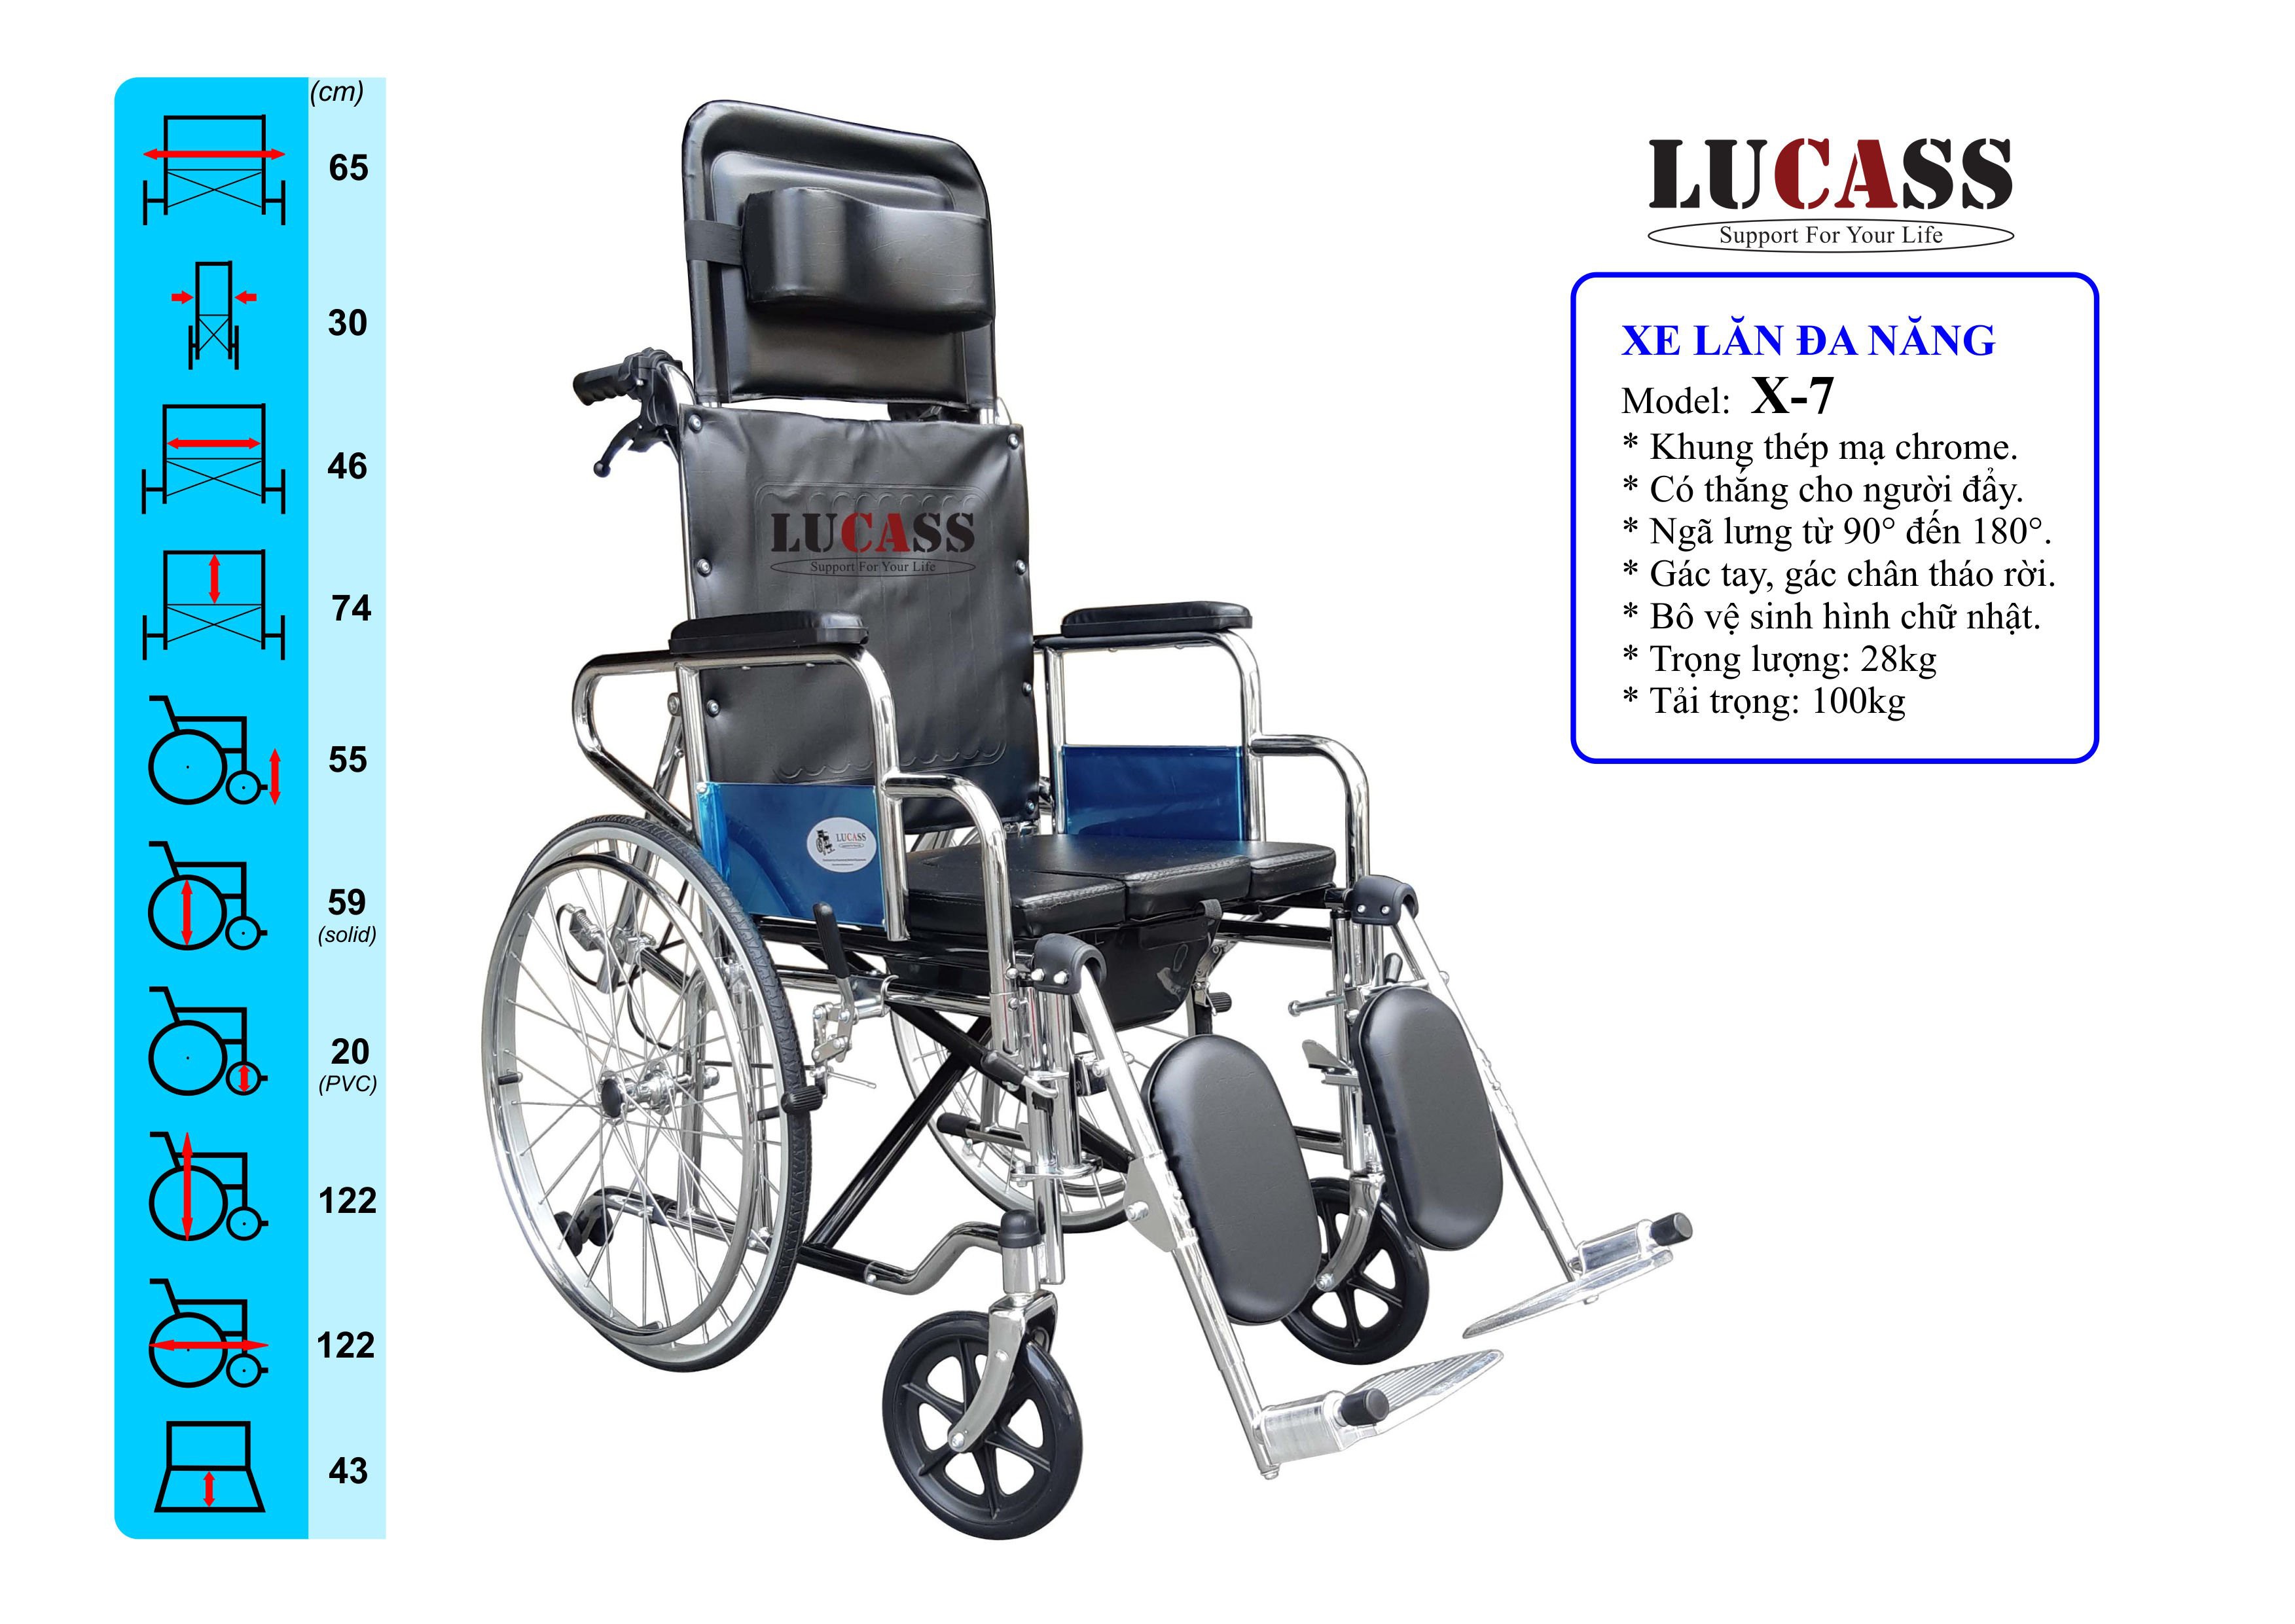 (cm)
65
30
46
74
55
59
(solid)
20
(PVC)
122
122
43
LUCASS
Support For Your Life
LUCASS
LUCASS
Support For Your Life
XE LĂN ĐA NĂNG
Model: X-7
* Khung thép mạ chrome.
* Có thắng cho người đẩy.
* Ngã lưng từ 90° đến 180°.
* Gác tay, gác chân tháo rời.
* Bô vệ sinh hình chữ nhật.
* Trọng lượng: 28kg
* Tải trọng: 100kg